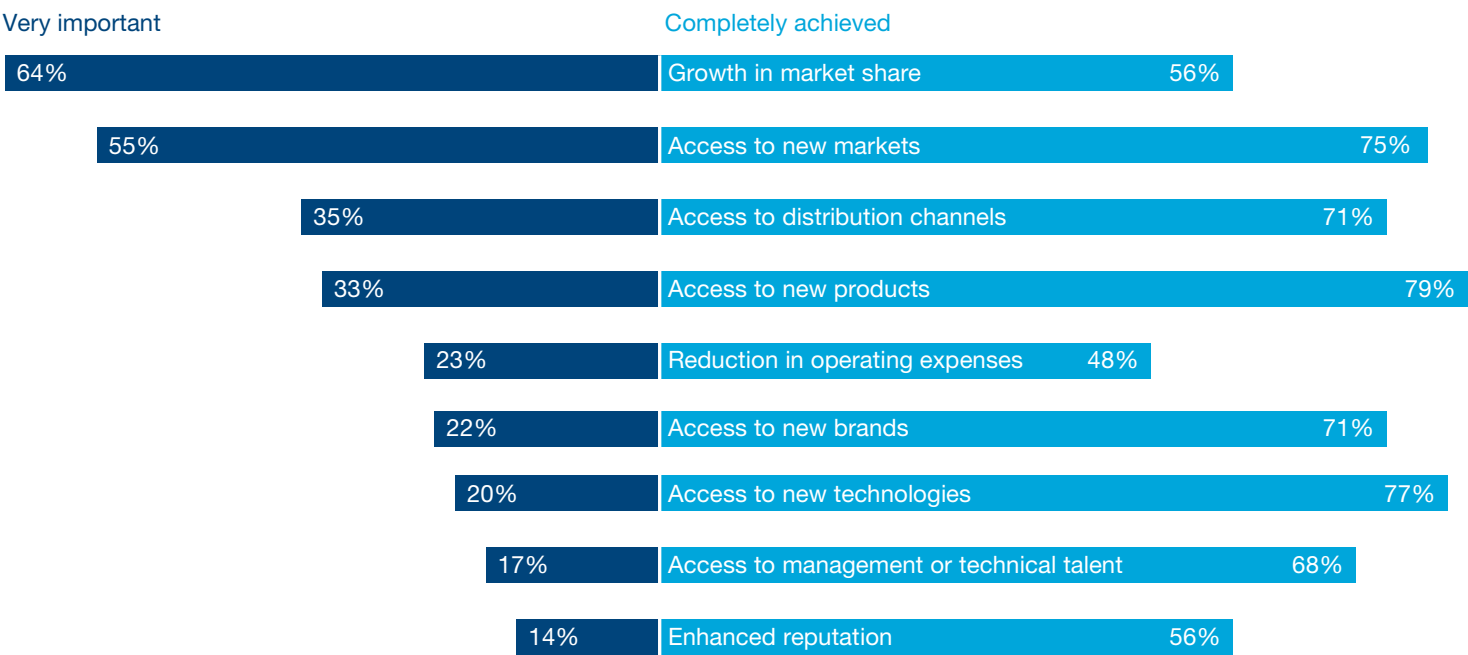 Very important Completely achieved
64% Growth in market share 56%
55% Access to new markets 75%
35% Access to distribution channels 71%
33% Access to new products 79%
23% Reduction in operating expenses 48%
22% Access to new brands 71%
20% Access to new technologies 77%
17% Access to management or technical talent 68%
14% Enhanced reputation 56%